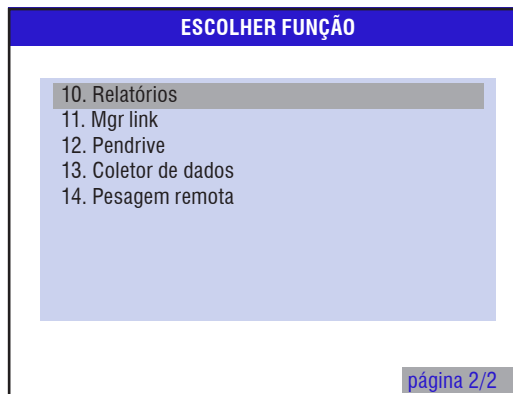 ESCOLHER FUNÇÃO
10. Relatórios
11. Mgr link
12. Pendrive
13. Coletor de dados
14. Pesagem remota
página 2/2